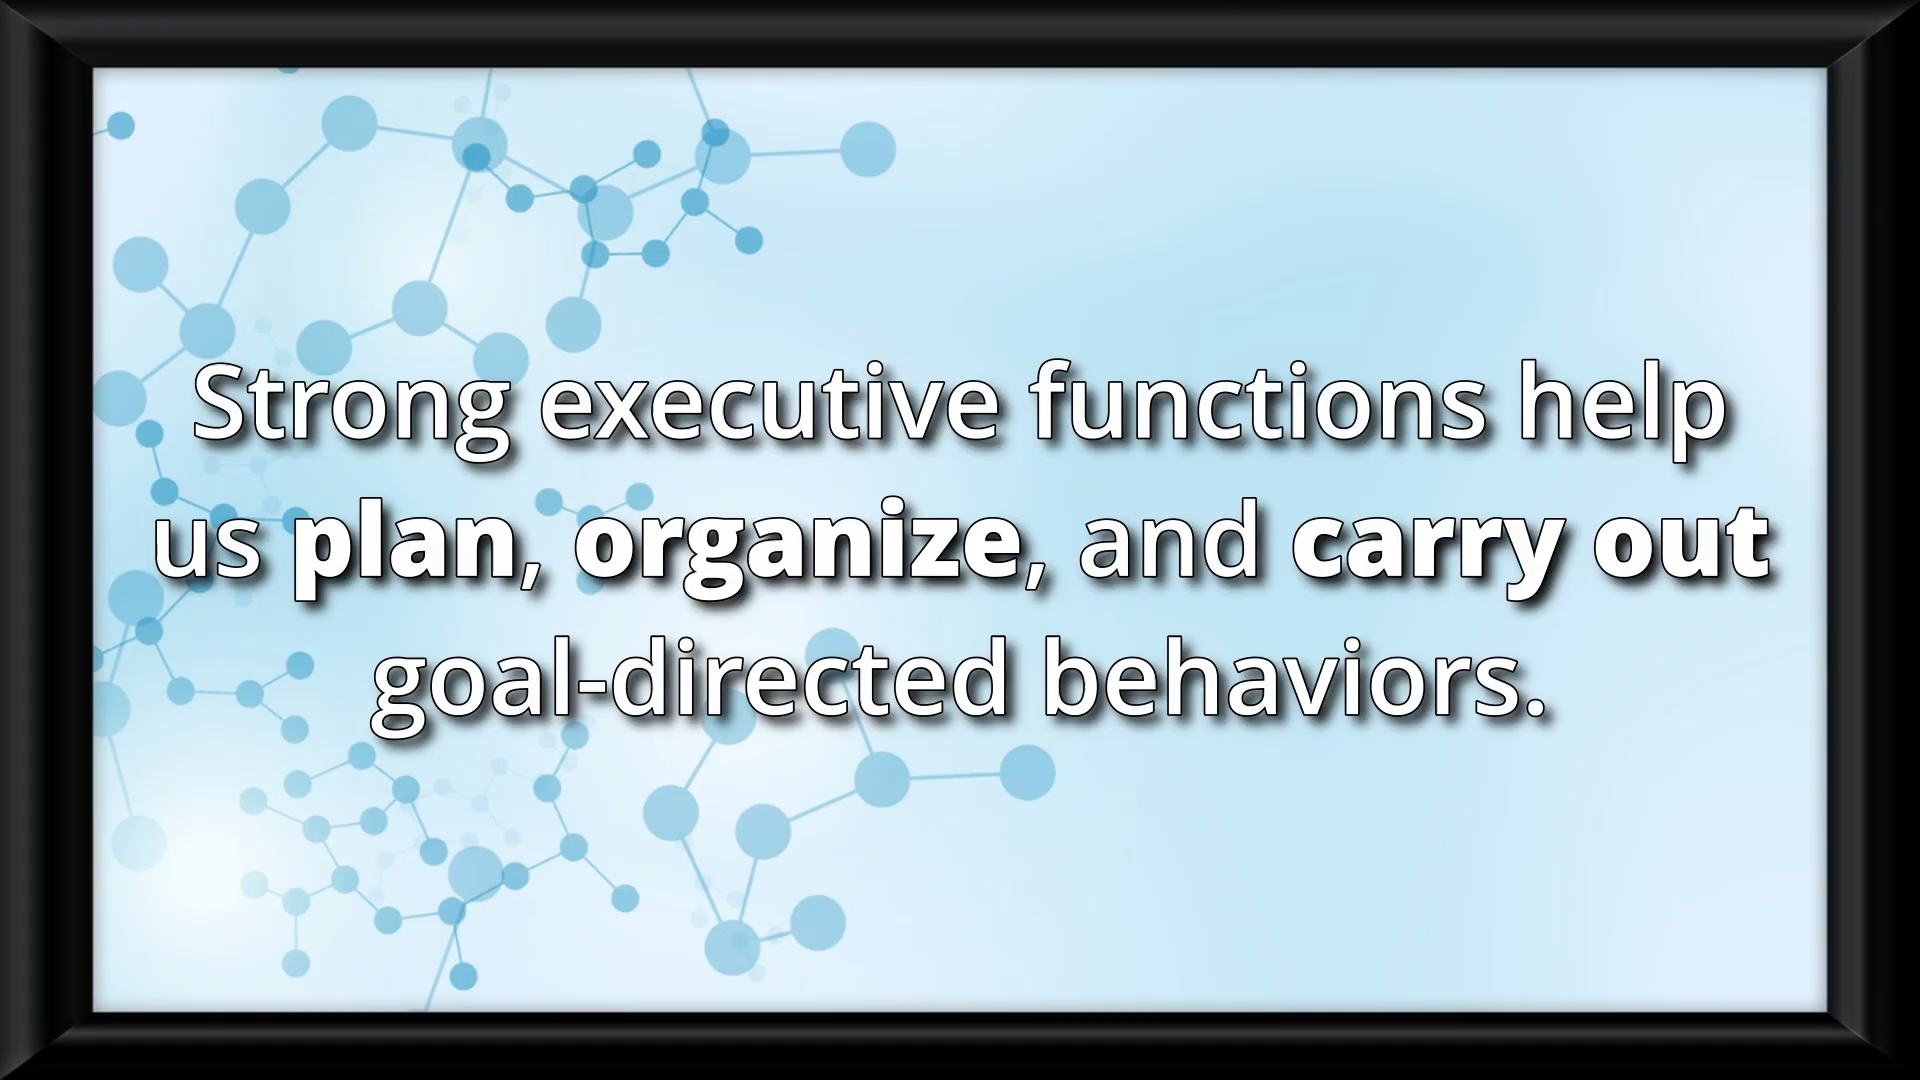 Strong executive functions help
us plan, organize, and carry out
goal-directed behaviors.